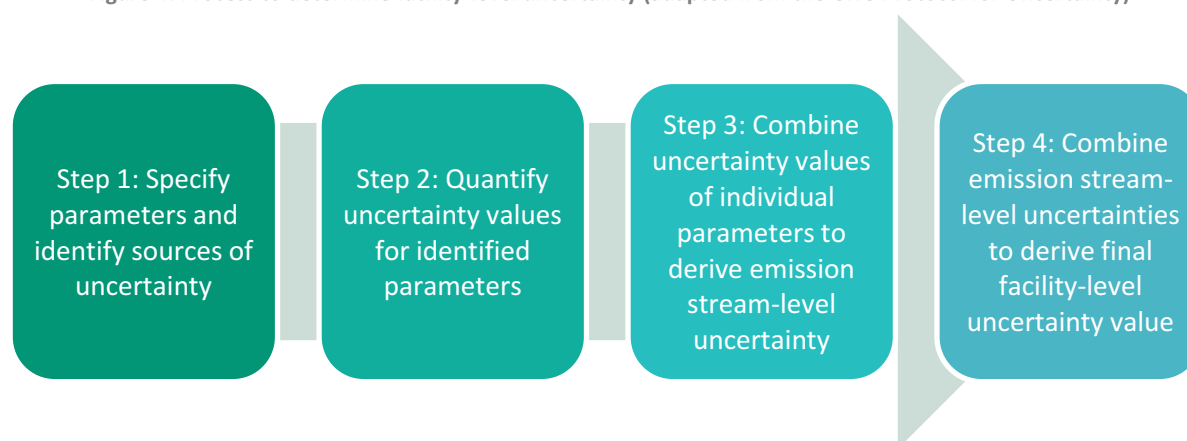 Step 1: Specify
parameters and
identify sources of
uncertainty
Step 2: Quantify
uncertainty values
for identified
parameters
Step 3: Combine
uncertainty values
of individual
parameters to
derive emission
stream-level
uncertainty
Step 4: Combine
emission stream-
level uncertainties
to derive final
facility-level
uncertainty value